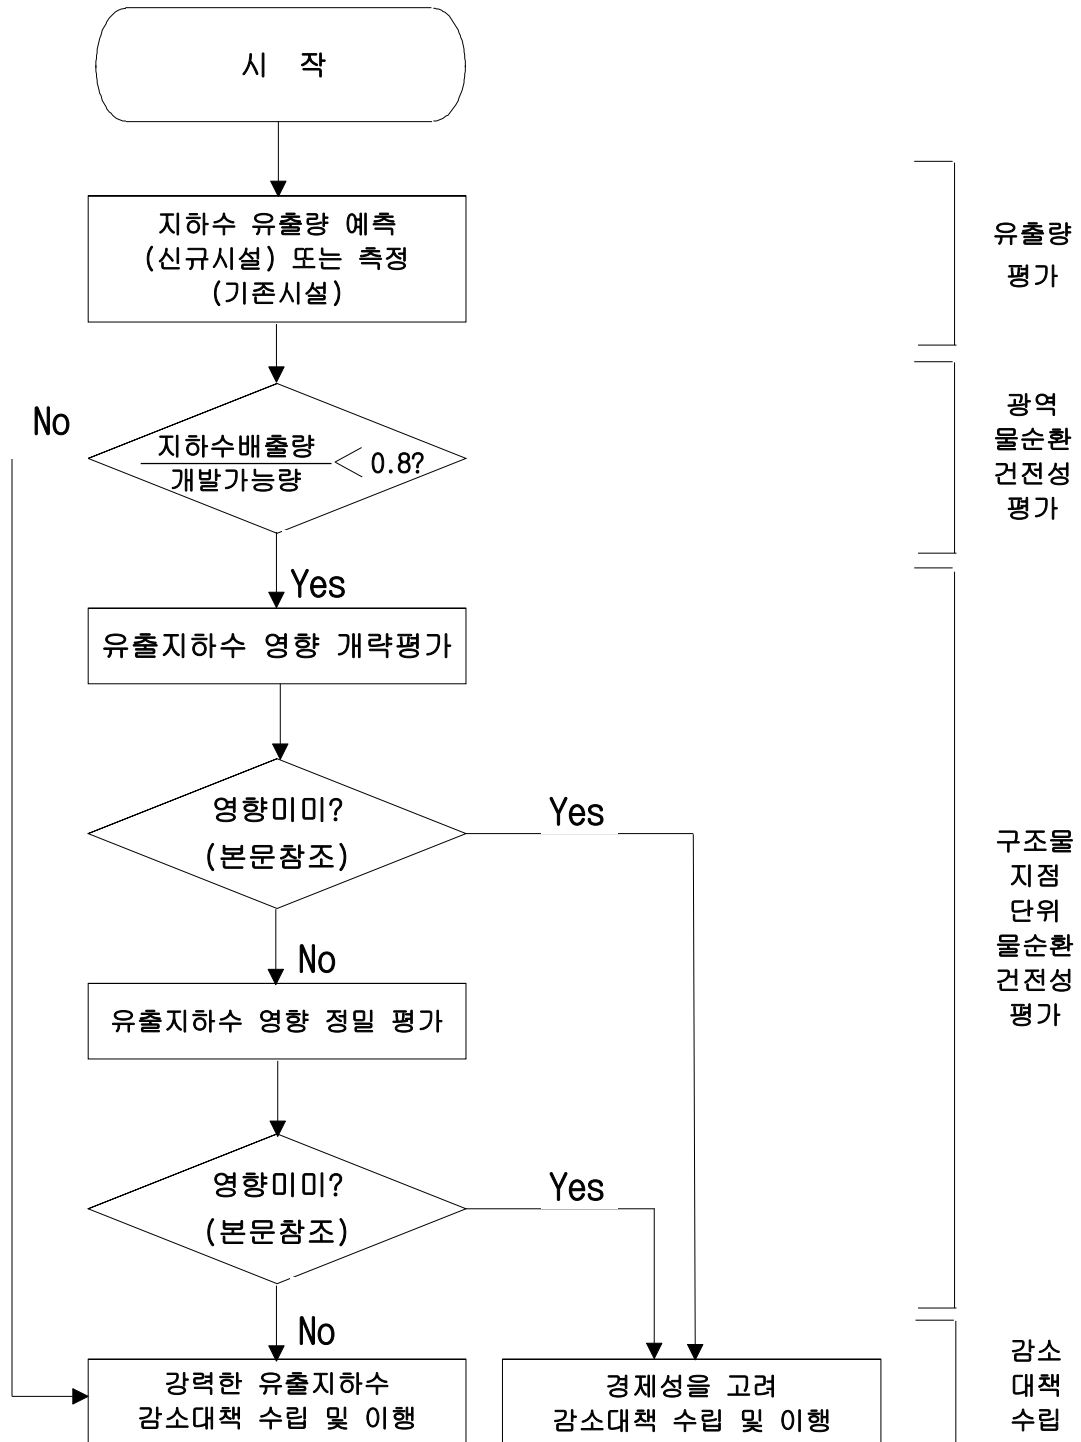 시 작
지하수 유출량 예측
(신규시설) 또는 측정
(기존시설)
유출량
평가
No
지하수배출량
개발가능량
< 0.8?
광역
물순환
건전성
평가
Yes
유출지하수 영향 개략평가
영향미미?
(본문참조)
Yes
No
구조물
지점
단위
물순환
건전성
평가
유출지하수 영향 정밀 평가
영향미미?
(본문참조)
Yes
No
강력한 유출지하수
감소대책 수립 및 이행
경제성을 고려
감소대책 수립 및 이행
감소
대책
수립